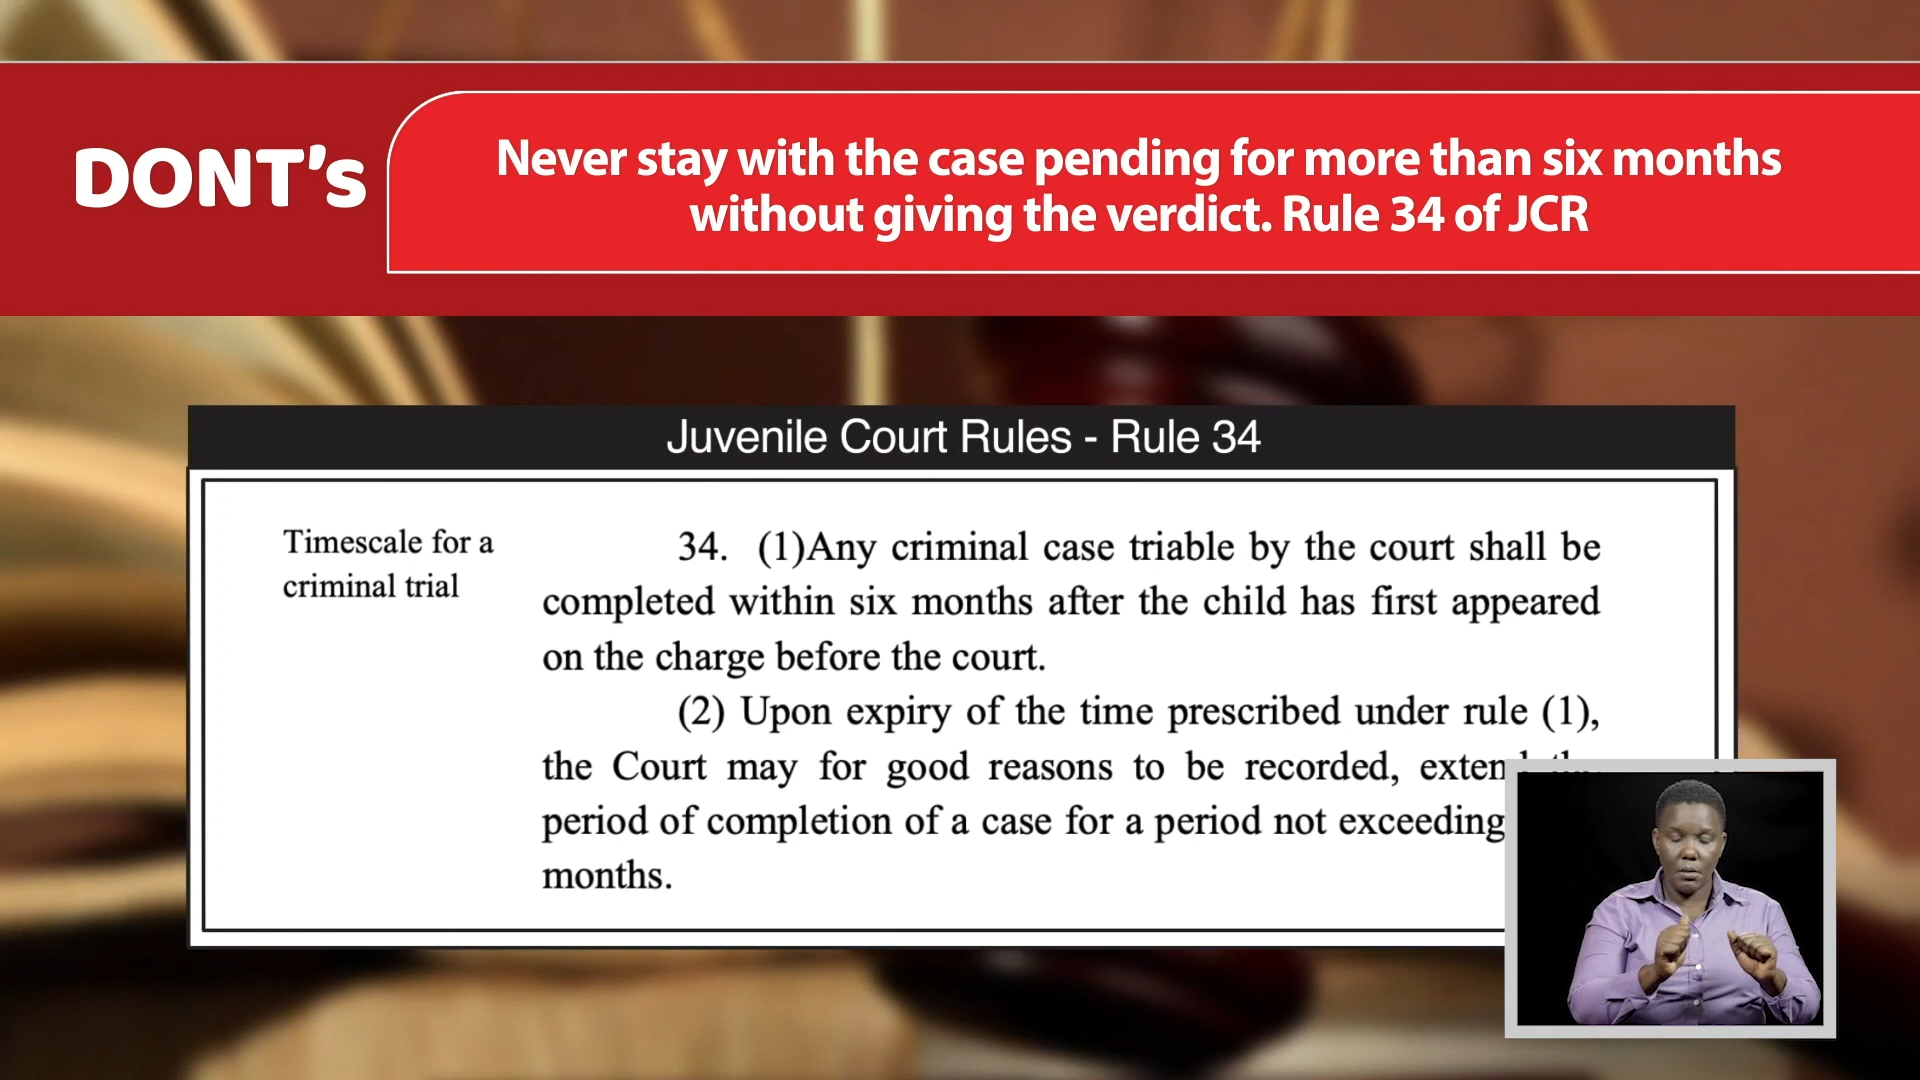 DONT's
Never stay with the case pending for more than six months
without giving the verdict. Rule 34 of JCR
Juvenile Court Rules - Rule 34
Timescale for a
criminal trial
34. (1)Any criminal case triable by the court shall be
completed within six months after the child has first appeared
on the charge before the court.
(2) Upon expiry of the time prescribed under rule (1),
the Court may for good reasons to be recorded,
period of completion of a case for a period not exceeding
months.